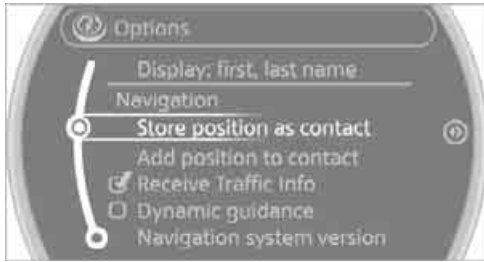 Options
Display: first, last name
Navigation
Store position as contact
Add position to contact
Receive Traffic Info
Dynamic guidance
Navigation system version